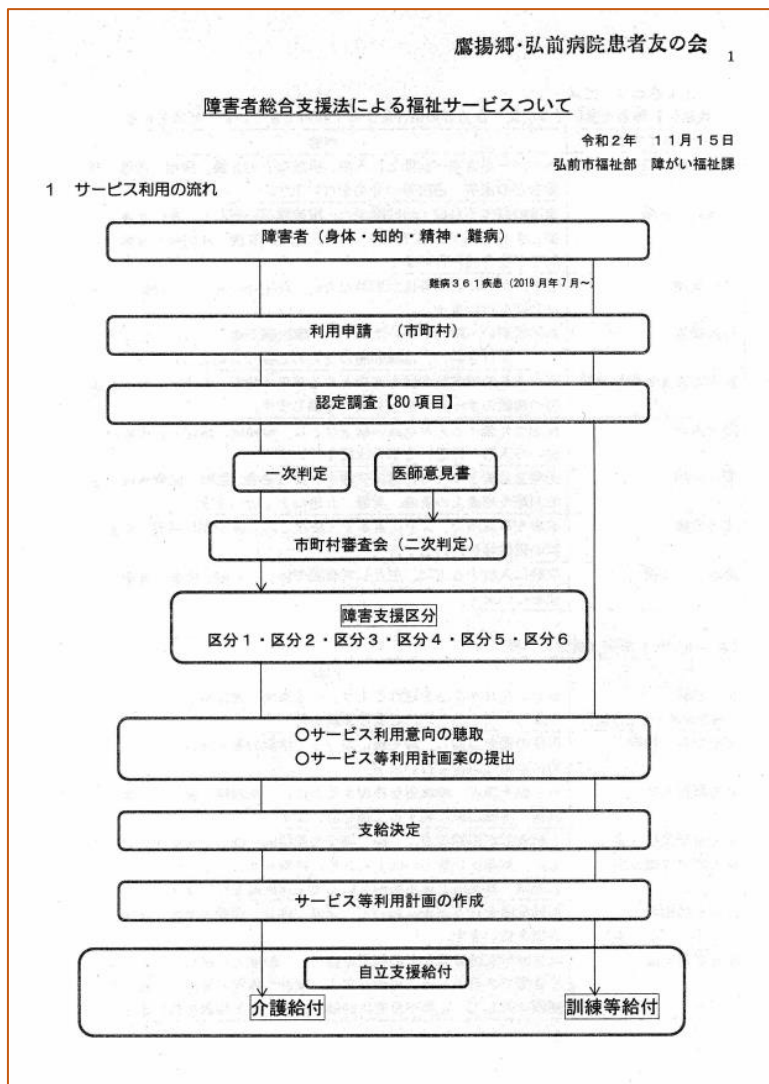 鷹揚郷・弘前病院患者友の会
1
障害者総合支援法による福祉サービスついて
令和2年 11月15日
弘前市福祉部 障がい福祉課
1 サービス利用の流れ
障害者（身体・知的・精神・難病）
難病361疾患（2019月年7月〜）
利用申請 （市町村）
認定調査【80項目】
一次判定
医師意見書
市町村審査会（二次判定）
障害支援区分
区分1・区分2・区分3・区分4・区分5・区分6
〇サービス利用意向の聴取
〇サービス等利用計画案の提出
支給決定
サービス等利用計画の作成
自立支援給付
介護給付
訓練等給付